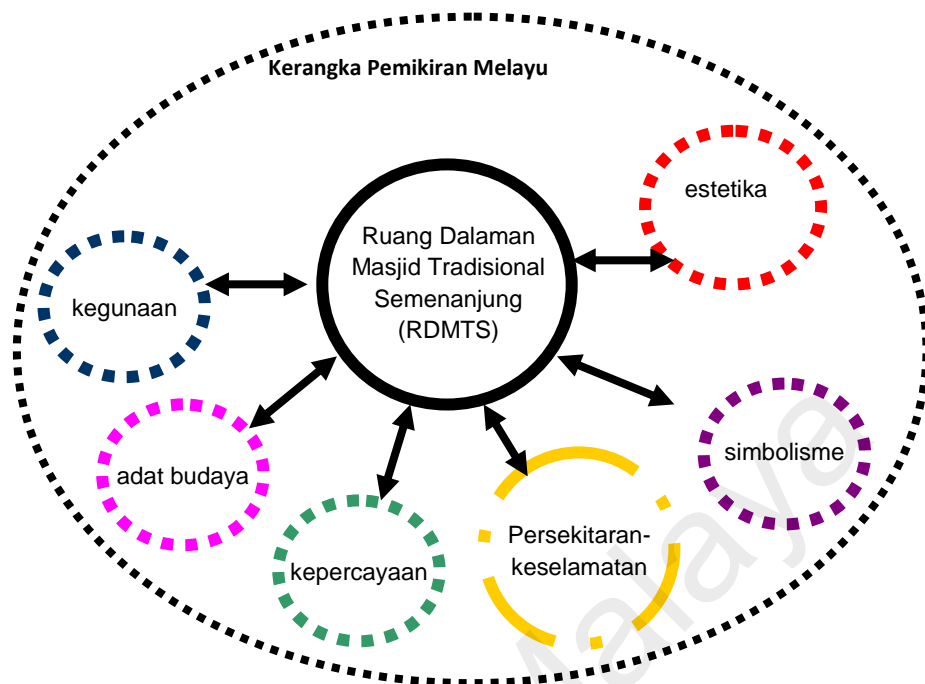 Kerangka Pemikiran Melayu
estetika
Ruang Dalaman
Masjid Tradisional
Semenanjung
(RDMTS)
kegunaan
simbolisme
adat budaya
Persekitaran-
keselamatan
kepercayaan
Malaya